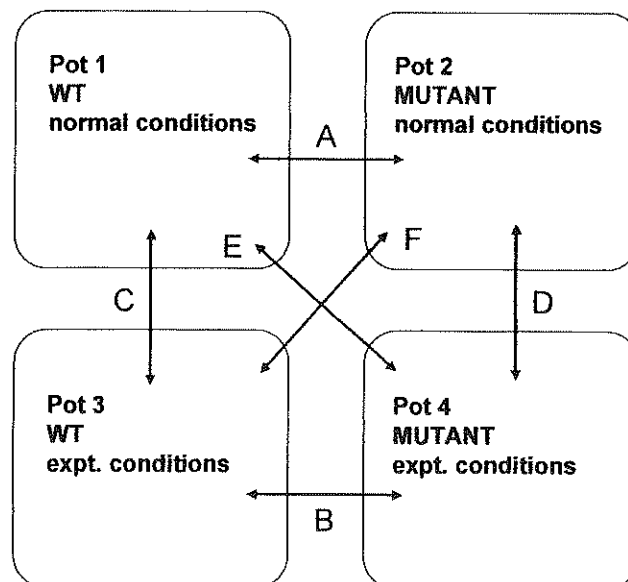 Pot 1
WT
normal conditions
Pot 2
MUTANT
normal conditions
A
E
F
C
D
Pot 3
WT
expt. conditions
Pot 4
MUTANT
expt. conditions
B